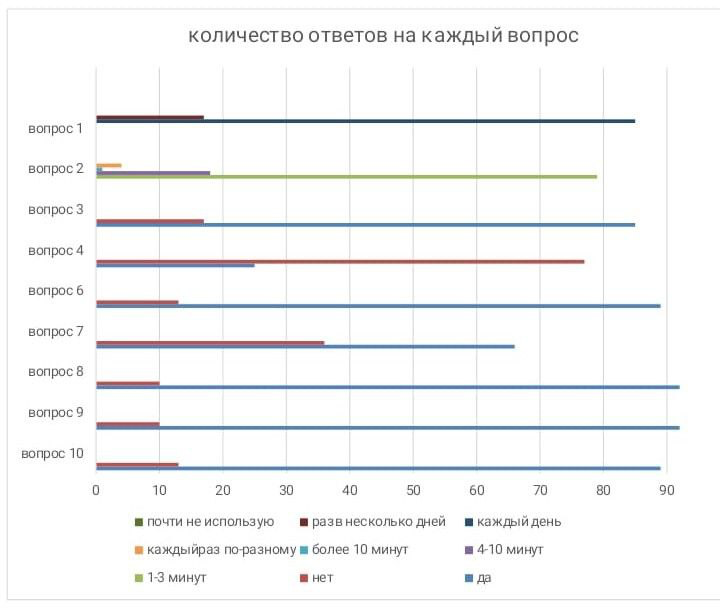 количество ответов на каждый вопрос
вопрос 1
вопрос 2
вопрос 3
вопрос 4
вопрос 6
вопрос 7
вопрос 8
вопрос 9
вопрос 10
0 10 20 30 40 50 60 70 80 90
почти не использую разв несколько дней каждый день
каждыйраз по-разному более 10 минут 4-10 минут
1-3 минут нет да